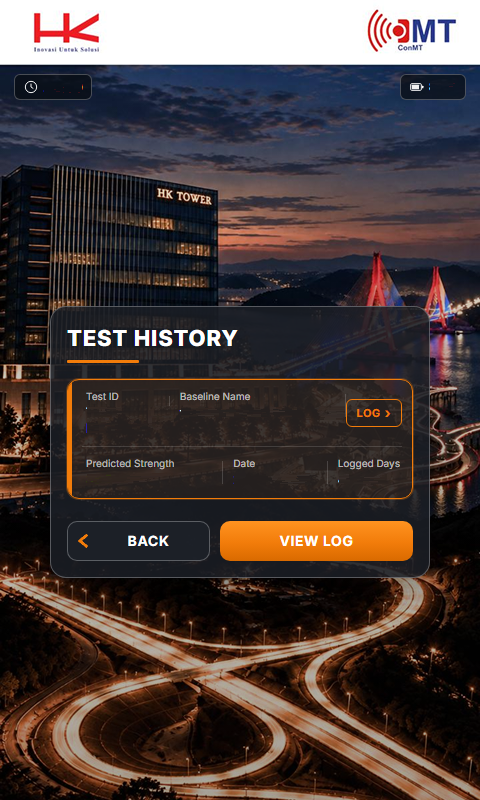 HK
Inovasi Untuk Solusi
MT
ConMT
HK TOWER
TEST HISTORY
Test ID
Baseline Name
LOG
Predicted Strength
Date
Logged Days
BACK
VIEW LOG